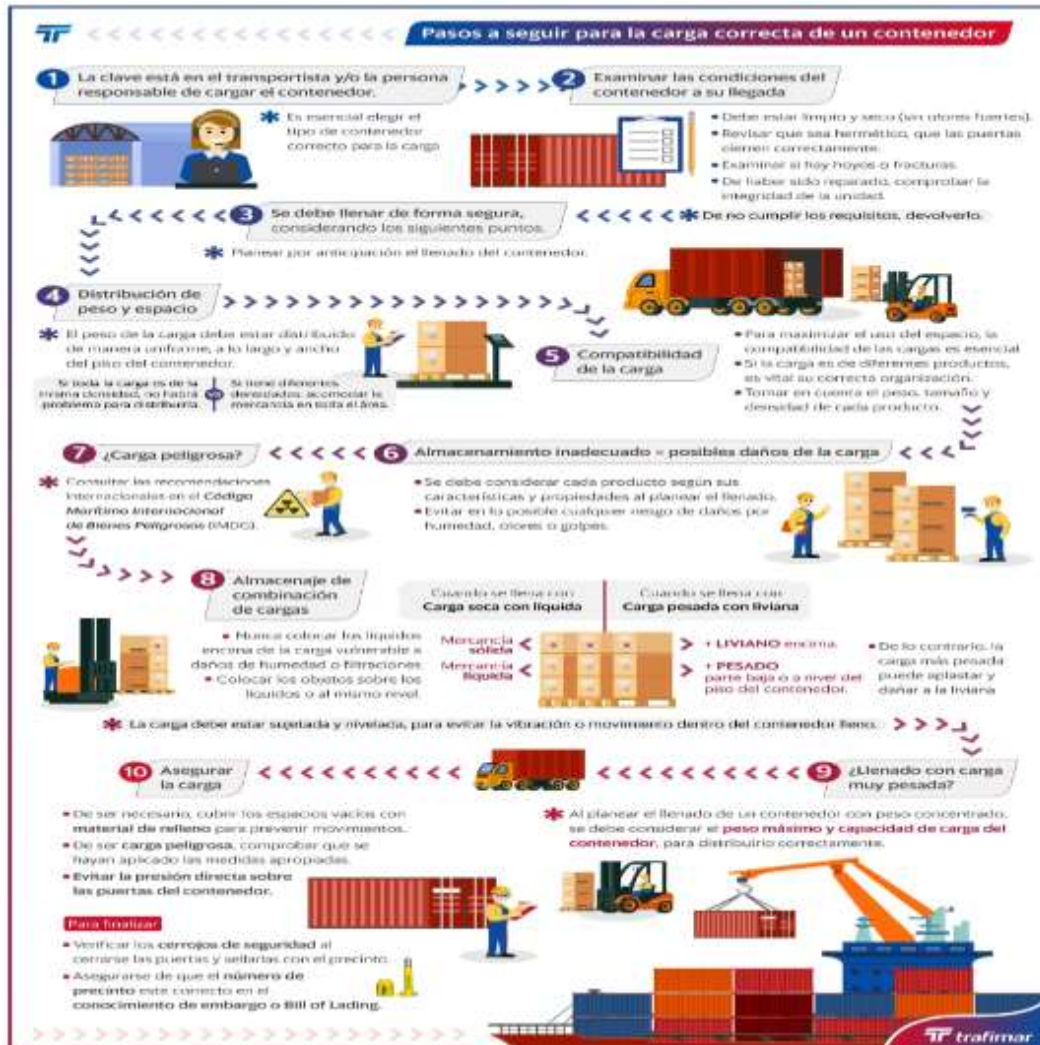 Pasos a seguir para la carga correcta de un contenedor
1 La clave está en el transportista y/o la persona
responsable de cargar el contenedor.
* Es esencial elegir el
tipo de contenedor
correcto para la carga
2 Examinar las condiciones del
contenedor a su llegada
• Debe estar limpio y seco (sin olores fuertes).
• Revisar que sea hermético, que las puertas
cierren correctamente.
• Examinar si hay hoyos o fracturas.
• De haber sido reparado, comprobar la
integridad de la unidad.
* De no cumplir los requisitos, devolverlo.
3 Se debe llenar de forma segura,
considerando los siguientes puntos.
* Planear por anticipación el llenado del contenedor.
4 Distribución de
peso y espacio
* El peso de la carga debe estar distribuido
de manera uniforme, a lo largo y ancho
del piso del contenedor.
Si toda la carga es de la
misma densidad, no habrá
problema para distribuirla.
VS
Si tiene diferentes
densidades, acomodar la
mercancía en toda el área.
5 Compatibilidad
de la carga
• Para maximizar el uso del espacio, la
compatibilidad de las cargas es esencial
• Si la carga es de diferentes productos,
es vital su correcta organización.
• Tomar en cuenta el peso, tamaño y
densidad de cada producto.
6 Almacenamiento inadecuado = posibles daños de la carga
• Se debe considerar cada producto según sus
características y propiedades al planear el llenado.
• Evitar en lo posible cualquier riesgo de daños por
humedad, olores o golpes.
7 ¿Carga peligrosa?
* Consultar las recomendaciones
internacionales en el Código
Marítimo Internacional
de Bienes Peligrosos (IMDG).
8 Almacenaje de
combinación
de cargas
• Nunca colocar los líquidos
encima de la carga vulnerable a
daños de humedad o filtraciones
• Colocar los objetos sobre los
líquidos o al mismo nivel.
Cuando se llena con
Carga seca con líquida
Cuando se llena con
Carga pesada con liviana
Mercancía
sólida
Mercancía
líquida
+ LIVIANO encima.
+ PESADO
parte baja o a nivel del
piso del contenedor.
• De lo contrario, la
carga más pesada
puede aplastar y
dañar a la liviana
* La carga debe estar sujetada y nivelada, para evitar la vibración o movimiento dentro del contenedor lleno.
9 ¿Llenado con carga
muy pesada?
* Al planear el llenado de un contenedor con peso concentrado,
se debe considerar el peso máximo y capacidad de carga del
contenedor, para distribuirlo correctamente.
10 Asegurar
la carga
• De ser necesario, cubrir los espacios vacíos con
material de relleno para prevenir movimientos.
• De ser carga peligrosa, comprobar que se
hayan aplicado las medidas apropiadas.
• Evitar la presión directa sobre
las puertas del contenedor.
Para finalizar
• Verificar los cerrojos de seguridad al
cerrarse las puertas y sellarlas con el precinto.
• Asegurarse de que el número de
precinto este correcto en el
conocimiento de embargo o Bill of Lading.
trafimar